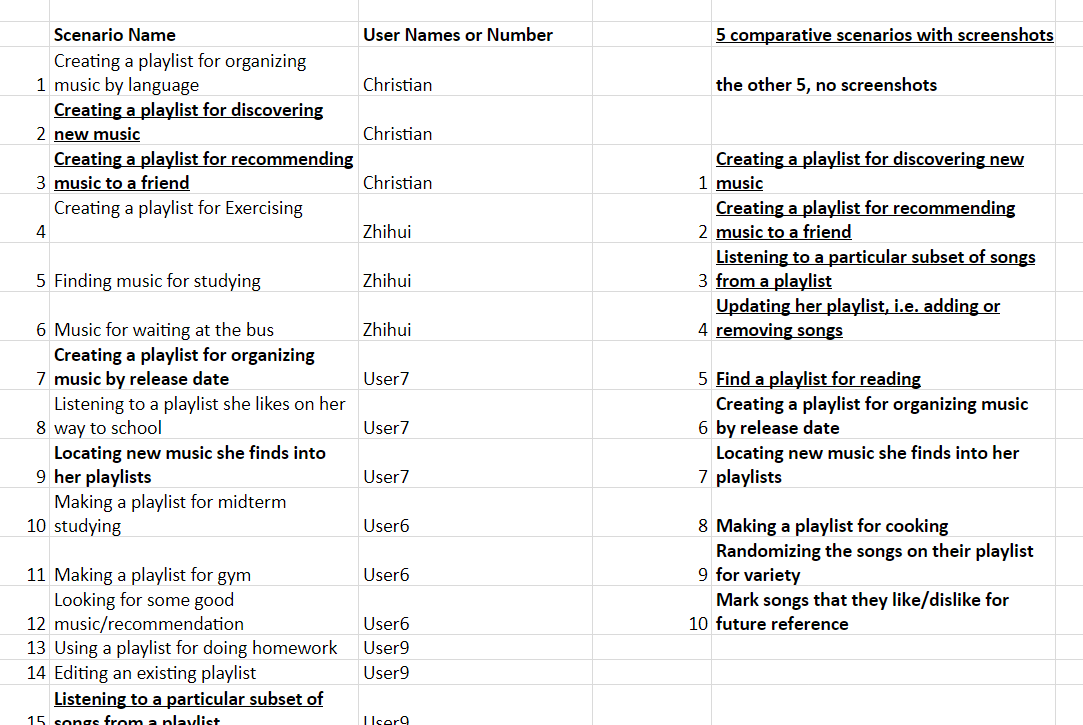 Scenario Name
User Names or Number
5 comparative scenarios with screenshots
Creating a playlist for organizing
1 music by language
Christian
the other 5, no screenshots
Creating a playlist for discovering
2 new music
Christian
Creating a playlist for recommending
3 music to a friend
Christian
Creating a playlist for discovering new
1 music
Creating a playlist for Exercising
4
Zhihui
Creating a playlist for recommending
2 music to a friend
5 Finding music for studying
Zhihui
Listening to a particular subset of songs
3 from a playlist
6 Music for waiting at the bus
Zhihui
Updating her playlist, i.e. adding or
4 removing songs
Creating a playlist for organizing
7 music by release date
User7
5 Find a playlist for reading
Listening to a playlist she likes on her
8 way to school
User7
Creating a playlist for organizing music
6 by release date
Locating new music she finds into
9 her playlists
User7
Locating new music she finds into her
7 playlists
Making a playlist for midterm
10 studying
User6
8 Making a playlist for cooking
11 Making a playlist for gym
User6
Randomizing the songs on their playlist
9 for variety
Looking for some good
12 music/recommendation
User6
Mark songs that they like/dislike for
10 future reference
13 Using a playlist for doing homework
User9
14 Editing an existing playlist
User9
Listening to a particular subset of
15 songs from a playlist
User9